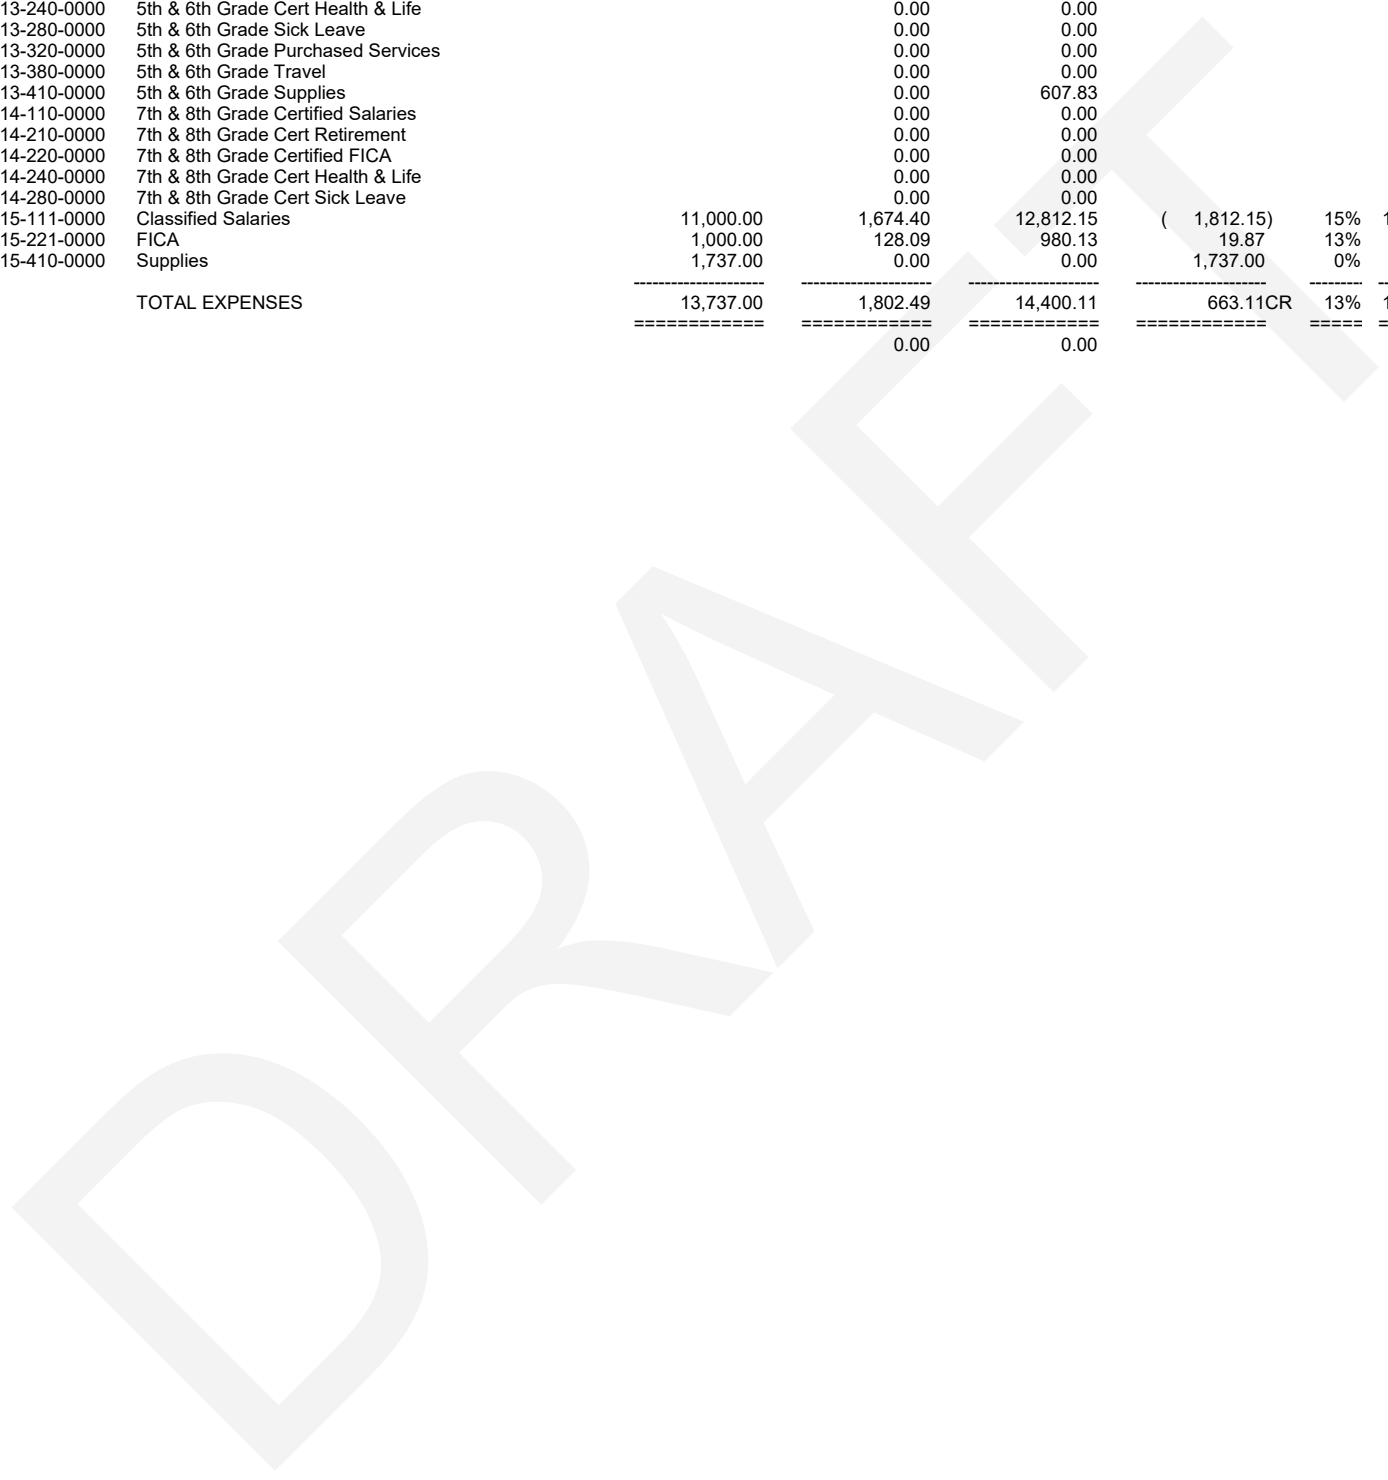 13-240-0000 5th & 6th Grade Cert Health & Life 0.00 0.00
13-280-0000 5th & 6th Grade Sick Leave 0.00 0.00
13-320-0000 5th & 6th Grade Purchased Services 0.00 0.00
13-380-0000 5th & 6th Grade Travel 0.00 0.00
13-410-0000 5th & 6th Grade Supplies 0.00 607.83
14-110-0000 7th & 8th Grade Certified Salaries 0.00 0.00
14-210-0000 7th & 8th Grade Cert Retirement 0.00 0.00
14-220-0000 7th & 8th Grade Certified FICA 0.00 0.00
14-240-0000 7th & 8th Grade Cert Health & Life 0.00 0.00
14-280-0000 7th & 8th Grade Cert Sick Leave 0.00 0.00
15-111-0000 Classified Salaries 11,000.00 1,674.40 12,812.15 ( 1,812.15) 15% 1
15-221-0000 FICA 1,000.00 128.09 980.13 19.87 13%
15-410-0000 Supplies 1,737.00 0.00 0.00 1,737.00 0%
--------------------- --------------------- --------------------- --------------------- -------- --
TOTAL EXPENSES 13,737.00 1,802.49 14,400.11 663.11CR 13% 1
============ ============ ============ ============ ===== =
0.00 0.00
DRAFT